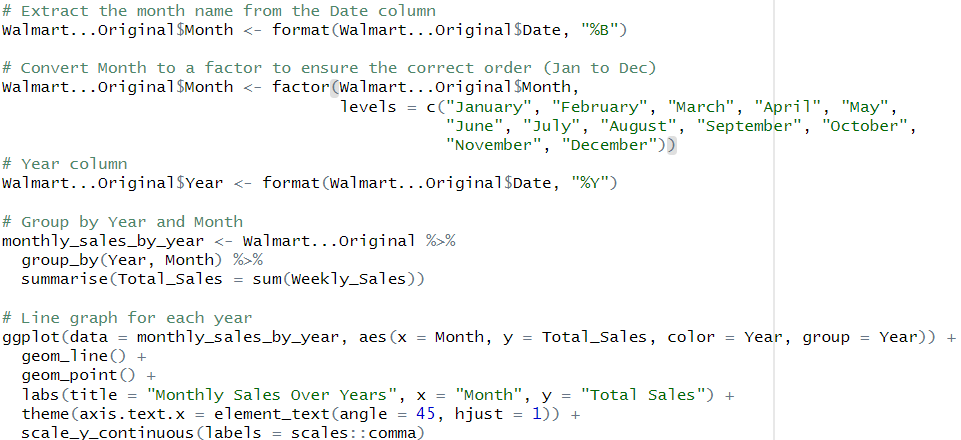 # Extract the month name from the Date column
Walmart...Original$Month <- format(Walmart...Original$Date, "%B")
# Convert Month to a factor to ensure the correct order (Jan to Dec)
Walmart...Original$Month <- factor(Walmart...Original$Month,
levels = c("January", "February", "March", "April", "May",
"June", "July", "August", "September", "October",
"November", "December"))
# Year column
Walmart...Original$Year <- format(Walmart...Original$Date, "%Y")
# Group by Year and Month
monthly_sales_by_year <- Walmart...Original %>%
group_by(Year, Month) %>%
summarise(Total_Sales = sum(Weekly_Sales))
# Line graph for each year
ggplot(data = monthly_sales_by_year, aes(x = Month, y = Total_Sales, color = Year, group = Year)) +
geom_line() +
geom_point() +
labs(title = "Monthly Sales Over Years", x = "Month", y = "Total Sales") +
theme(axis.text.x = element_text(angle = 45, hjust = 1)) +
scale_y_continuous(labels = scales::comma)